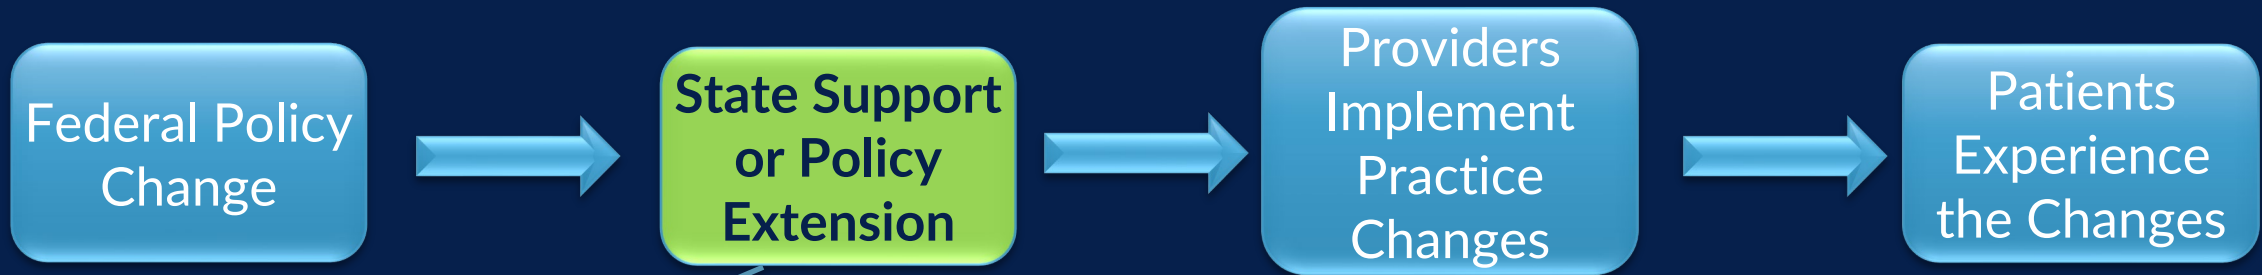 Federal Policy
Change
State Support
or Policy
Extension
Providers
Implement
Practice
Changes
Patients
Experience
the Changes